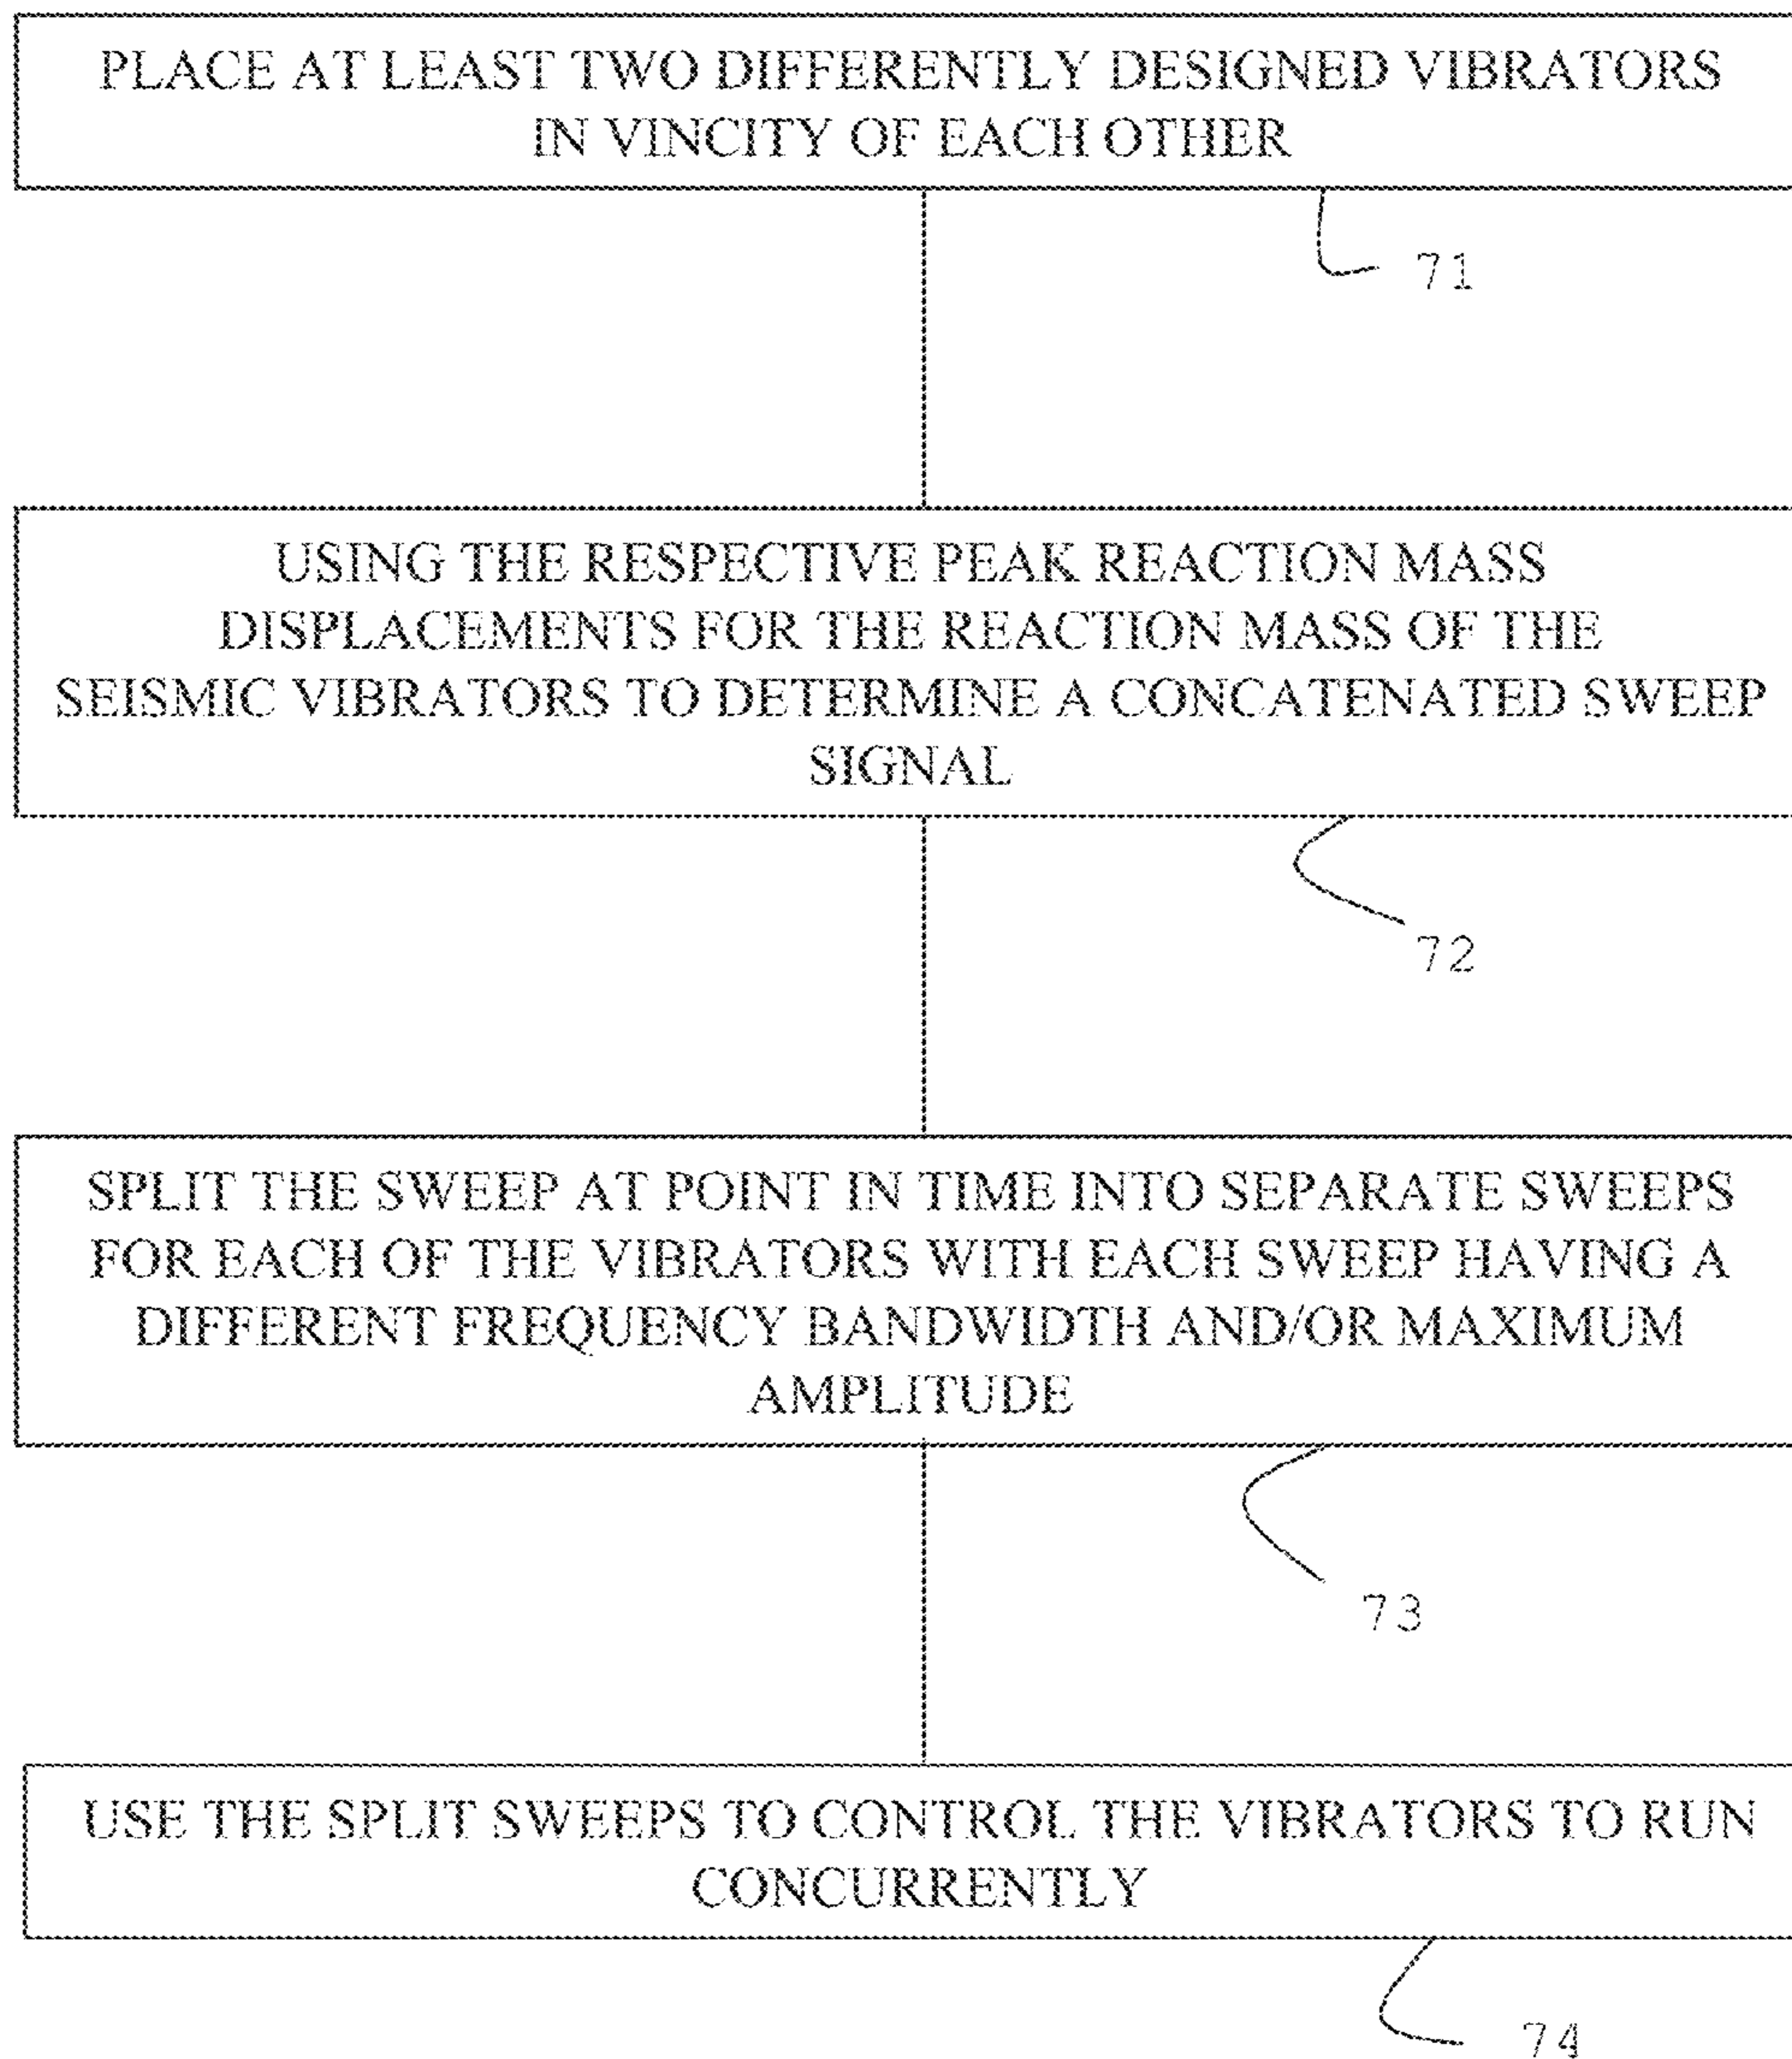 PLACE AT LEAST TWO DIFFERENTLY DESIGNED VIBRATORS
IN VINCITY OF EACH OTHER
71
USING THE RESPECTIVE PEAK REACTION MASS
DISPLACEMENTS FOR THE REACTION MASS OF THE
SEISMIC VIBRATORS TO DETERMINE A CONCATENATED SWEEP
SIGNAL
72
SPLIT THE SWEEP AT POINT IN TIME INTO SEPARATE SWEEPS
FOR EACH OF THE VIBRATORS WITH EACH SWEEP HAVING A
DIFFERENT FREQUENCY BANDWIDTH AND/OR MAXIMUM
AMPLITUDE
73
USE THE SPLIT SWEEPS TO CONTROL THE VIBRATORS TO RUN
CONCURRENTLY
74